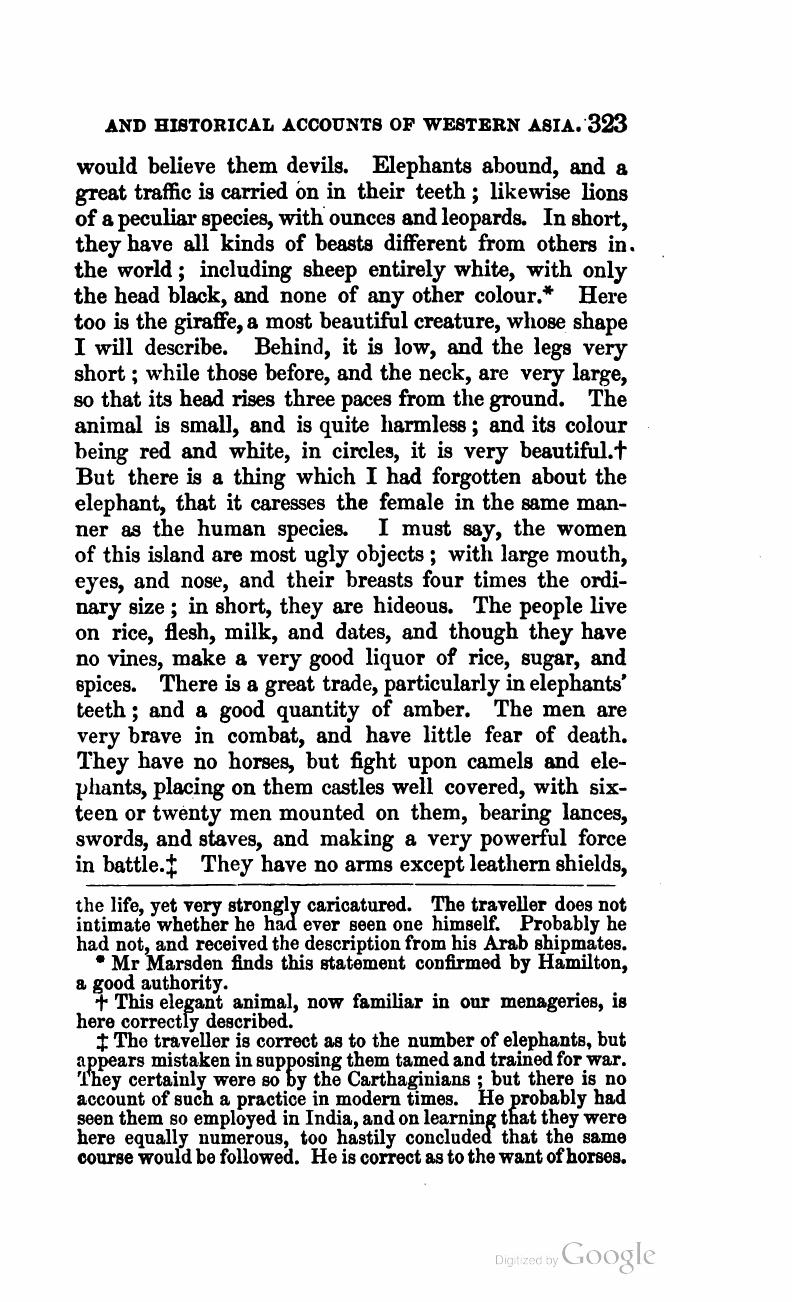 AND HISTORICAL ACCOUNTS OF WESTERN ASIA. 323
would believe them devils. Elephants abound, and a
great traffic is carried on in their teeth ; likewise lions
of a peculiar species, with ounces and leopards. In short,
they have all kinds of beasts different from others in.
the world ; including sheep entirely white, with only
the head black, and none of any other colour.* Here
too is the giraffe, a most beautiful creature, whose shape
I will describe. Behind, it is low, and the legs very
short ; while those before, and the neck, are very large,
so that its head rises three paces from the ground. The
animal is small, and is quite harmless ; and its colour
being red and white, in circles, it is very beautiful.†
But there is a thing which I had forgotten about the
elephant, that it caresses the female in the same man-
ner as the human species. I must say, the women
of this island are most ugly objects ; with large mouth,
eyes, and nose, and their breasts four times the ordi-
nary size ; in short, they are hideous. The people live
on rice, flesh, milk, and dates, and though they have
no vines, make a very good liquor of rice, sugar, and
spices. There is a great trade, particularly in elephants'
teeth ; and a good quantity of amber. The men are
very brave in combat, and have little fear of death.
They have no horses, but fight upon camels and ele-
phants, placing on them castles well covered, with six-
teen or twenty men mounted on them, bearing lances,
swords, and staves, and making a very powerful force
in battle.‡ They have no arms except leathern shields,
the life, yet very strongly caricatured. The traveller does not
intimate whether he had ever seen one himself. Probably he
had not, and received the description from his Arab shipmates.
* Mr Marsden finds this statement confirmed by Hamilton,
a good authority.
† This elegant animal, now familiar in our menageries, is
here correctly described.
‡ The traveller is correct as to the number of elephants, but
appears mistaken in supposing them tamed and trained for war.
They certainly were so by the Carthaginians ; but there is no
account of such a practice in modern times. He probably had
seen them so employed in India, and on learning that they were
here equally numerous, too hastily concluded that the same
course would be followed. He is correct as to the want of horses.
Digitized by Google